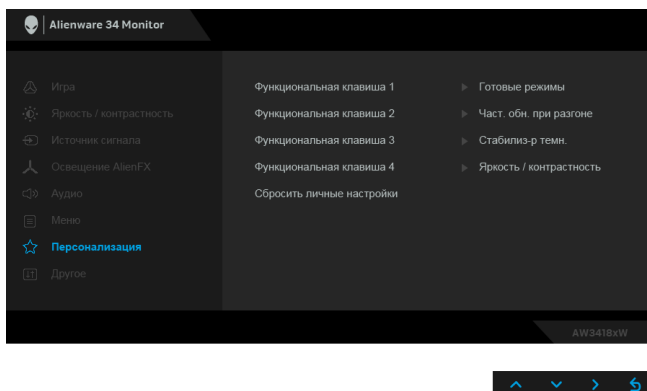 Alienware 34 Monitor
Игра
Яркость / контрастность
Источник сигнала
Освещение AlienFX
Аудио
Меню
Персонализация
Другое
Функциональная клавиша 1 Готовые режимы
Функциональная клавиша 2 Част. обн. при разгоне
Функциональная клавиша 3 Стабилиз-р темн.
Функциональная клавиша 4 Яркость / контрастность
Сбросить личные настройки
AW3418xW